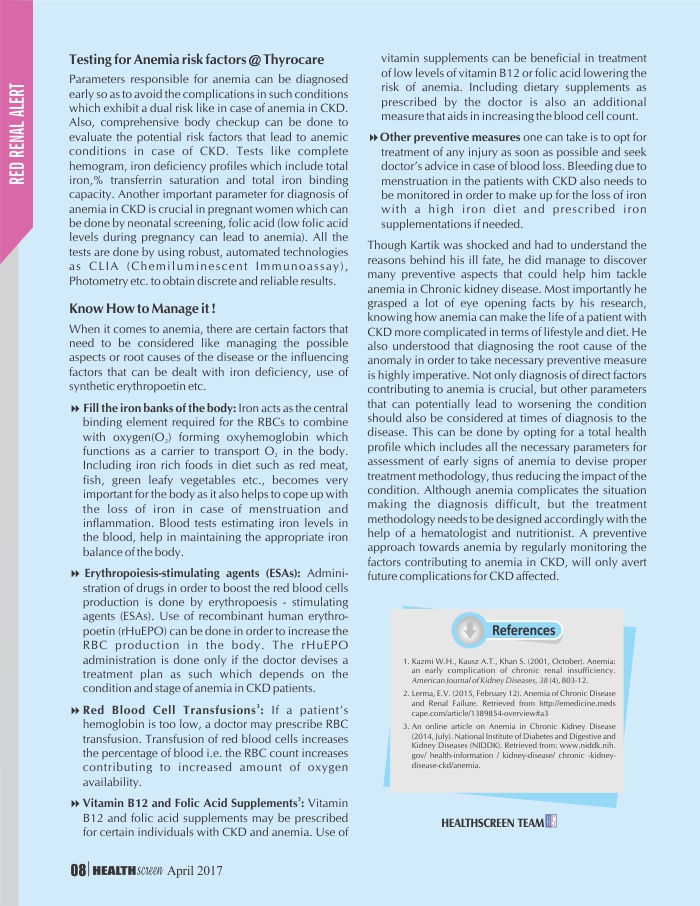 RED RENAL ALERT
Testing for Anemia risk factors @ Thyrocare
Parameters responsible for anemia can be diagnosed
early so as to avoid the complications in such conditions
which exhibit a dual risk like in case of anemia in CKD.
Also, comprehensive body checkup can be done to
evaluate the potential risk factors that lead to anemic
conditions in case of CKD. Tests like complete
hemogram, iron deficiency profiles which include total
iron,% transferrin saturation and total iron binding
capacity. Another important parameter for diagnosis of
anemia in CKD is crucial in pregnant women which can
be done by neonatal screening, folic acid (low folic acid
levels during pregnancy can lead to anemia). All the
tests are done by using robust, automated technologies
as CLIA (Chemiluminescent Immunoassay),
Photometry etc. to obtain discrete and reliable results.
Know How to Manage it !
When it comes to anemia, there are certain factors that
need to be considered like managing the possible
aspects or root causes of the disease or the influencing
factors that can be dealt with iron deficiency, use of
synthetic erythropoetin etc.
Fill the iron banks of the body: Iron acts as the central
binding element required for the RBCs to combine
with oxygen(O₂) forming oxyhemoglobin which
functions as a carrier to transport O₂ in the body.
Including iron rich foods in diet such as red meat,
fish, green leafy vegetables etc., becomes very
important for the body as it also helps to cope up with
the loss of iron in case of menstruation and
inflammation. Blood tests estimating iron levels in
the blood, help in maintaining the appropriate iron
balance of the body.
Erythropoiesis-stimulating agents (ESAs): Admini-
stration of drugs in order to boost the red blood cells
production is done by erythropoesis - stimulating
agents (ESAs). Use of recombinant human erythro-
poetin (rHuEPO) can be done in order to increase the
RBC production in the body. The rHuEPO
administration is done only if the doctor devises a
treatment plan as such which depends on the
condition and stage of anemia in CKD patients.
Red Blood Cell Transfusions³: If a patient's
hemoglobin is too low, a doctor may prescribe RBC
transfusion. Transfusion of red blood cells increases
the percentage of blood i.e. the RBC count increases
contributing to increased amount of oxygen
availability.
Vitamin B12 and Folic Acid Supplements³: Vitamin
B12 and folic acid supplements may be prescribed
for certain individuals with CKD and anemia. Use of
vitamin supplements can be beneficial in treatment
of low levels of vitamin B12 or folic acid lowering the
risk of anemia. Including dietary supplements as
prescribed by the doctor is also an additional
measure that aids in increasing the blood cell count.
Other preventive measures one can take is to opt for
treatment of any injury as soon as possible and seek
doctor's advice in case of blood loss. Bleeding due to
menstruation in the patients with CKD also needs to
be monitored in order to make up for the loss of iron
with a high iron diet and prescribed iron
supplementations if needed.
Though Kartik was shocked and had to understand the
reasons behind his ill fate, he did manage to discover
many preventive aspects that could help him tackle
anemia in Chronic kidney disease. Most importantly he
grasped a lot of eye opening facts by his research,
knowing how anemia can make the life of a patient with
CKD more complicated in terms of lifestyle and diet. He
also understood that diagnosing the root cause of the
anomaly in order to take necessary preventive measure
is highly imperative. Not only diagnosis of direct factors
contributing to anemia is crucial, but other parameters
that can potentially lead to worsening the condition
should also be considered at times of diagnosis to the
disease. This can be done by opting for a total health
profile which includes all the necessary parameters for
assessment of early signs of anemia to devise proper
treatment methodology, thus reducing the impact of the
condition. Although anemia complicates the situation
making the diagnosis difficult, but the treatment
methodology needs to be designed accordingly with the
help of a hematologist and nutritionist. A preventive
approach towards anemia by regularly monitoring the
factors contributing to anemia in CKD, will only avert
future complications for CKD affected.
References
1. Kazmi W.H., Kausz A.T., Khan S. (2001, October). Anemia:
an early complication of chronic renal insufficiency.
American Journal of Kidney Diseases, 38 (4), 803-12.
2. Lerma, E.V. (2015, February 12). Anemia of Chronic Disease
and Renal Failure. Retrieved from http://emedicine.meds
cape.com/article/1389854-overview#a3
3. An online article on Anemia in Chronic Kidney Disease
(2014, July). National Institute of Diabetes and Digestive and
Kidney Diseases (NIDDK). Retrieved from: www.niddk.nih.
gov/ health-information / kidney-disease/ chronic -kidney-
disease-ckd/anemia.
HEALTHSCREEN TEAM
08 HEALTHscreen April 2017